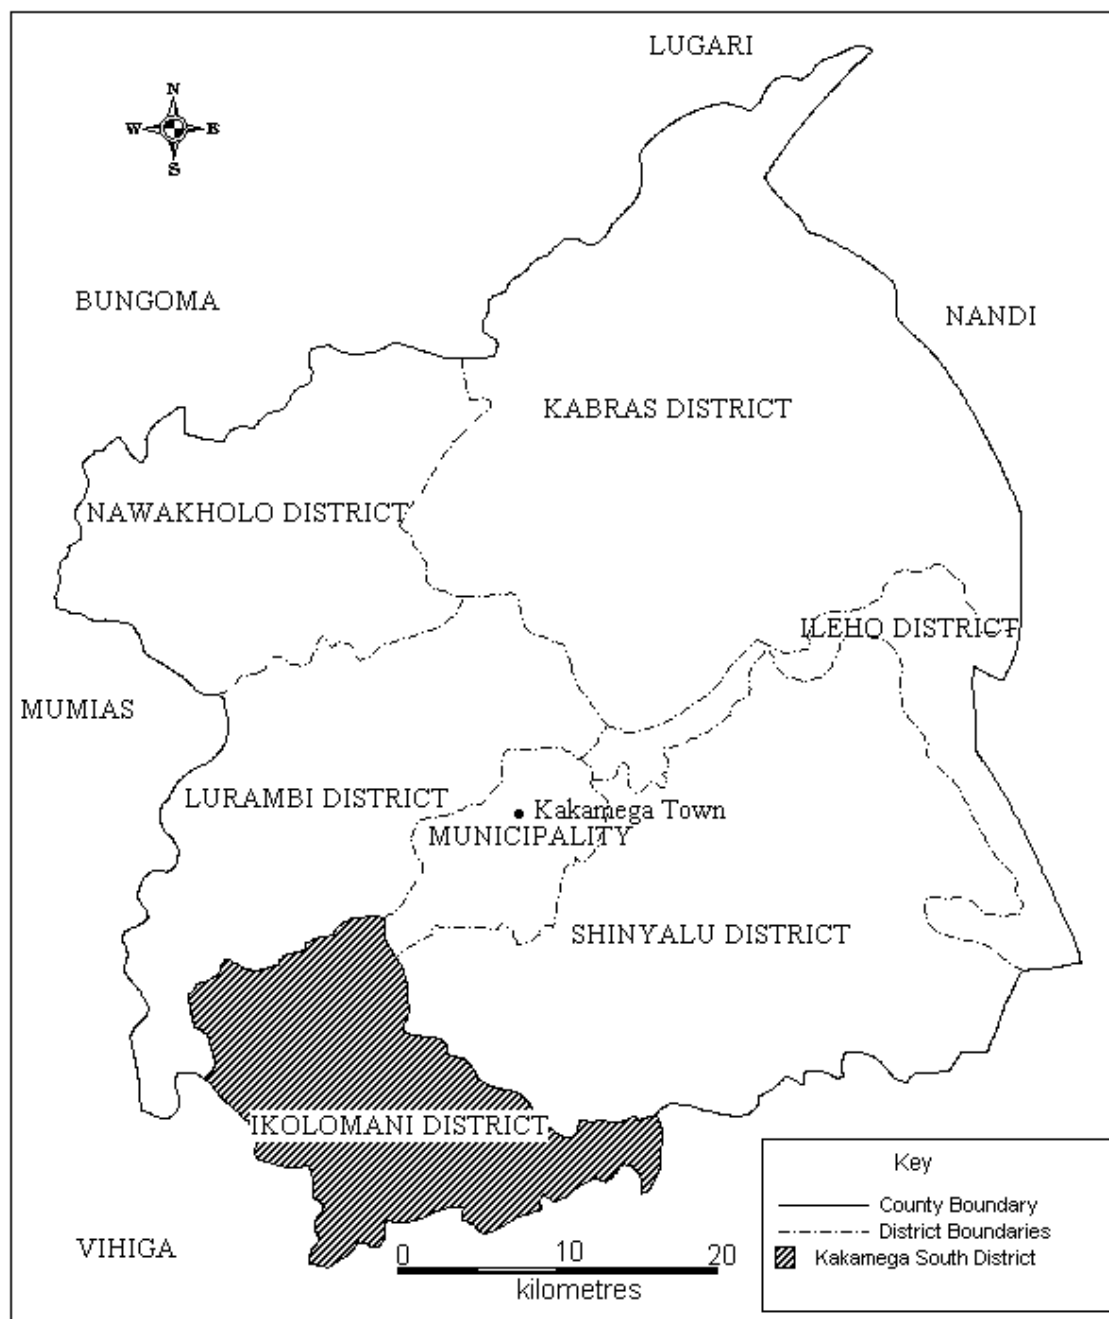 LUGARI
N
W E
S
BUNGOMA
NANDI
KABRAS DISTRICT
NAWAKHOLO DISTRICT
ILEHO DISTRICT
MUMIAS
LURAMBI DISTRICT
Kakamega Town
MUNICIPALITY
SHINYALU DISTRICT
IKOLOMANI DISTRICT
VIHIGA
0 10 20
kilometres
Key
County Boundary
District Boundaries
Kakamega South District